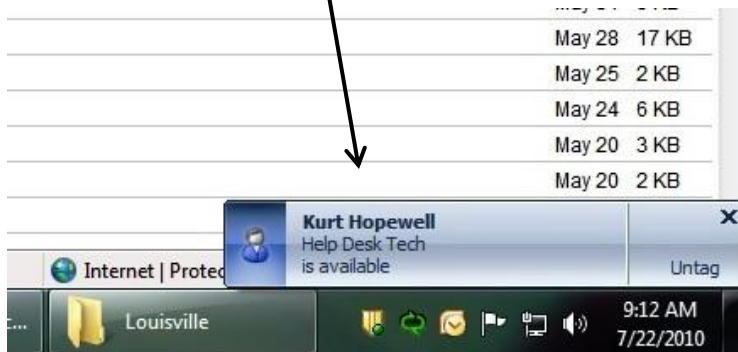 May 28 17 KB
May 25 2 KB
May 24 6 KB
May 20 3 KB
May 20 2 KB
Kurt Hopewell X
Help Desk Tech
is available Untag
Internet | Protec
Louisville 9:12 AM
7/22/2010